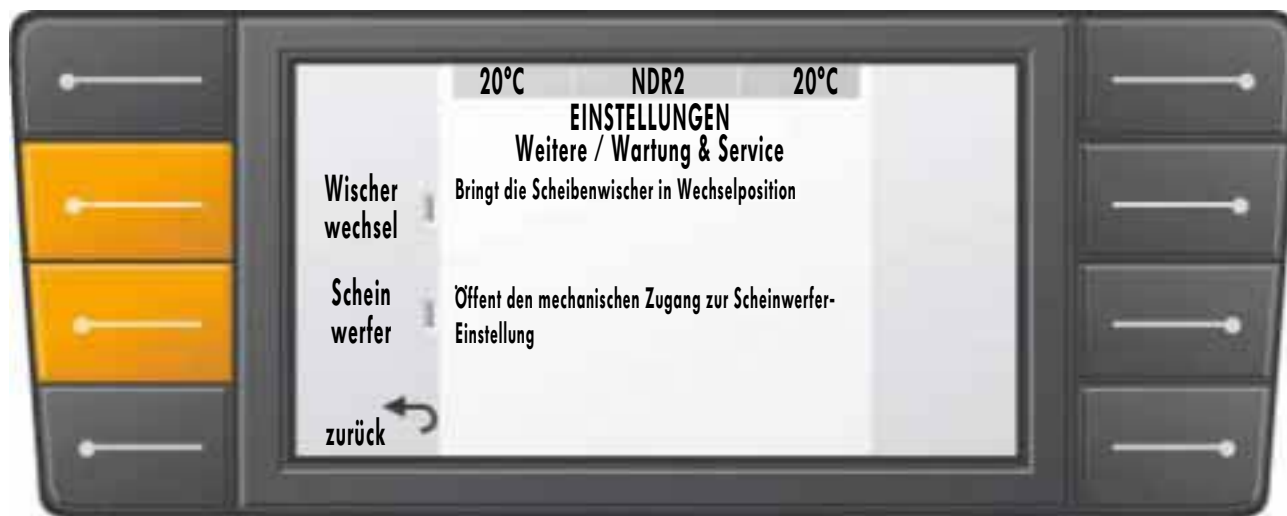 20°C NDR2 20°C
EINSTELLUNGEN
Weitere / Wartung & Service
Wischer
wechsel
Bringt die Scheibenwischer in Wechselposition
Schein
werfer
Öffent den mechanischen Zugang zur Scheinwerfer-
Einstellung
zurück